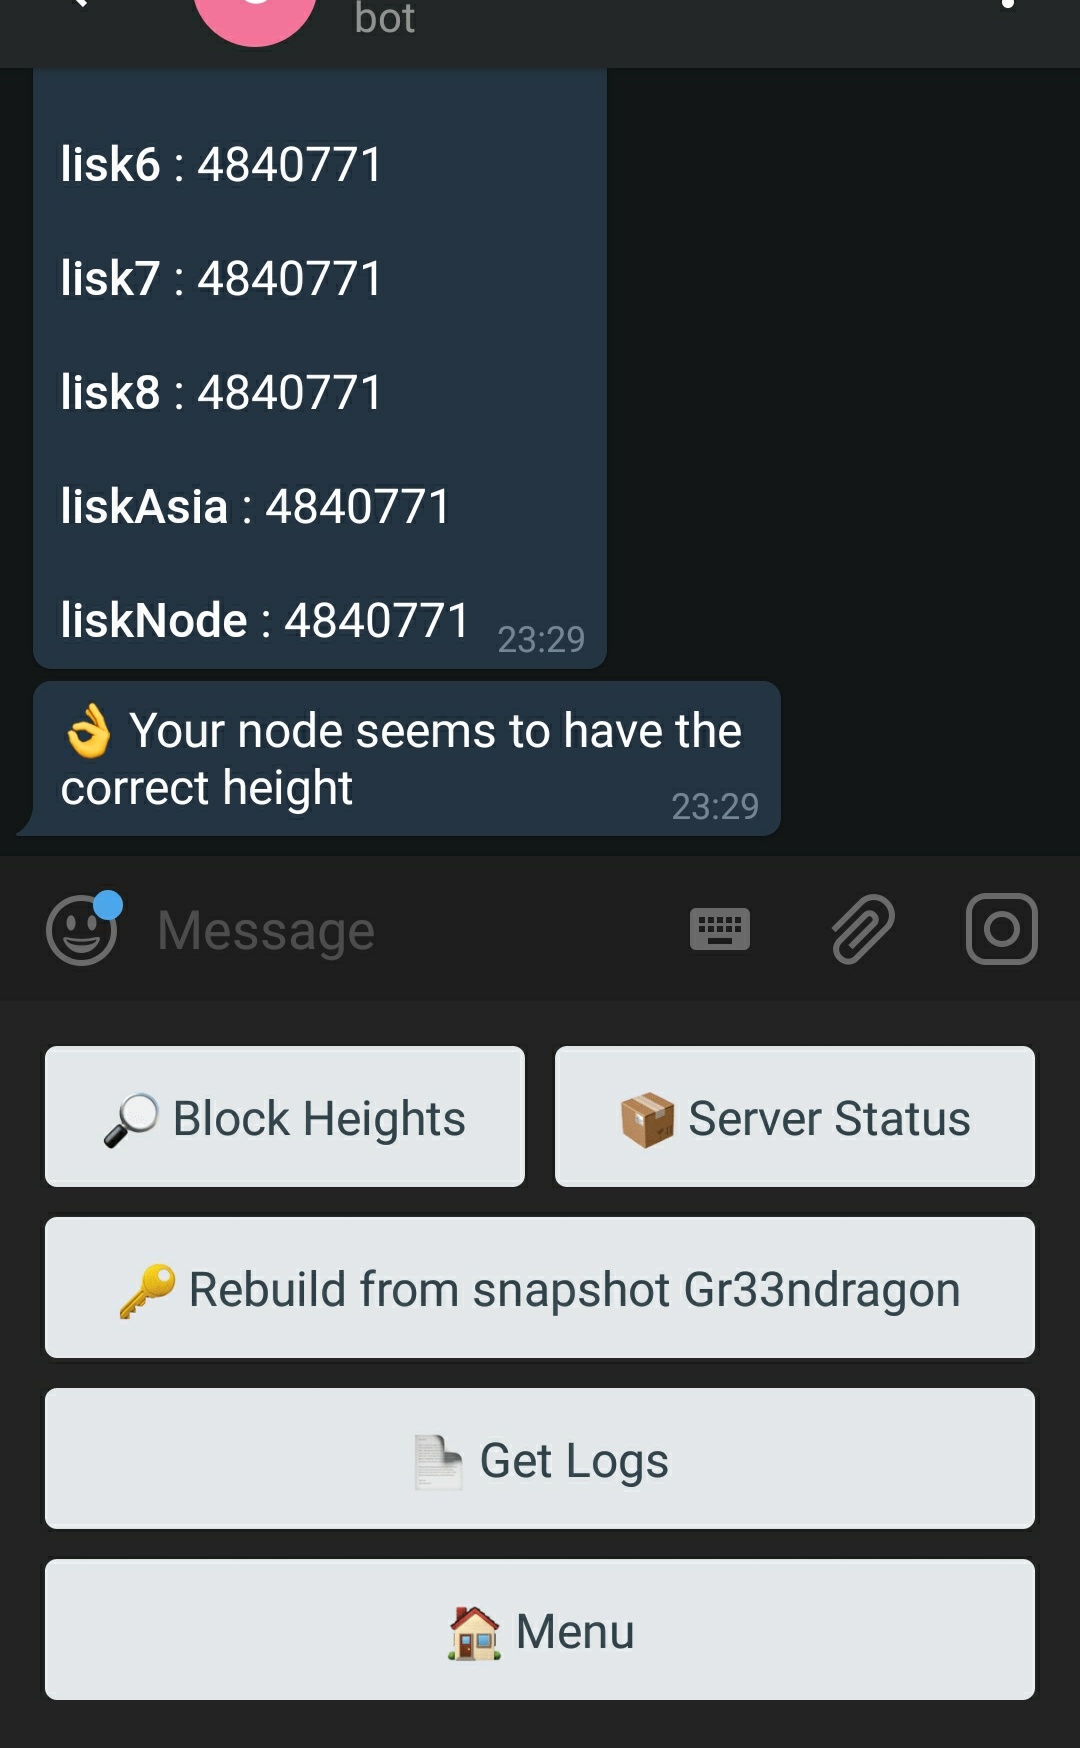 bot
lisk6 : 4840771
lisk7 : 4840771
lisk8 : 4840771
liskAsia : 4840771
liskNode : 4840771 23:29
👌 Your node seems to have the
correct height 23:29
Message
🔎 Block Heights
📦 Server Status
🔑 Rebuild from snapshot Gr33ndragon
📄 Get Logs
🏠 Menu